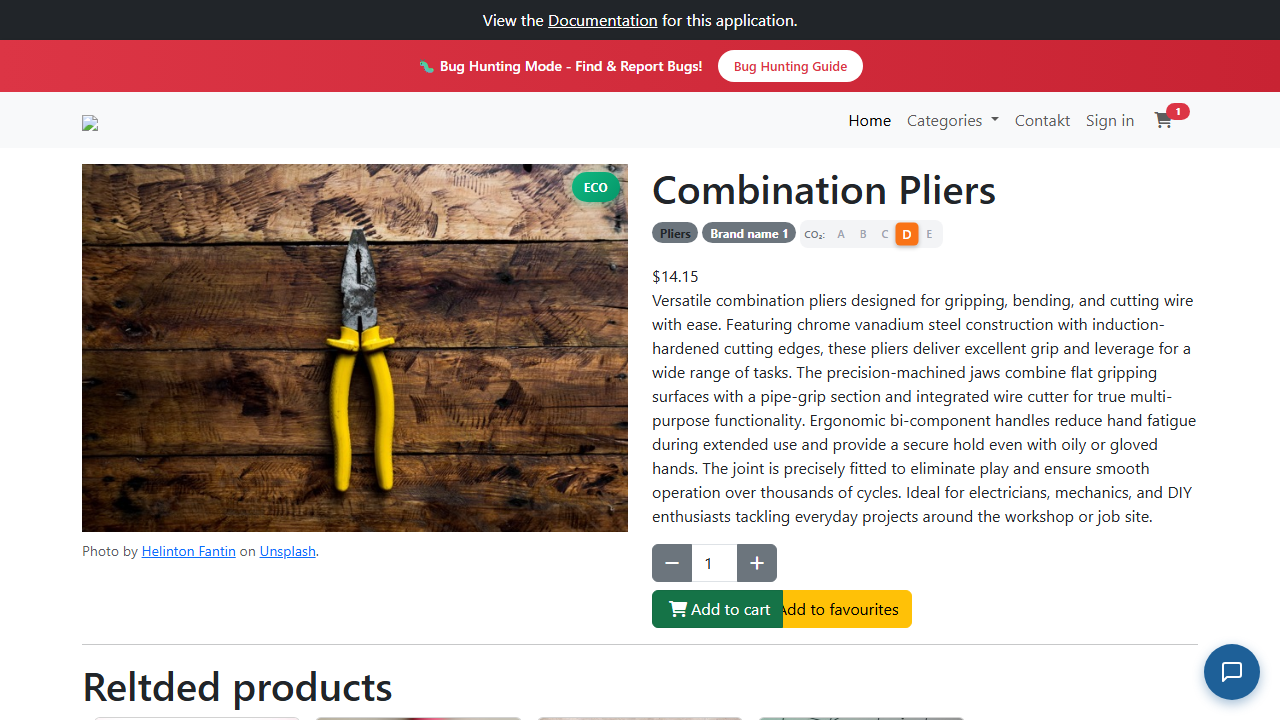 View the Documentation for this application.
Bug Hunting Mode - Find & Report Bugs! Bug Hunting Guide
Home Categories Contakt Sign in 1
ECO
Combination Pliers
Pliers Brand name 1 CO₂: A B C D E
$14.15
Versatile combination pliers designed for gripping, bending, and cutting wire
with ease. Featuring chrome vanadium steel construction with induction-
hardened cutting edges, these pliers deliver excellent grip and leverage for a
wide range of tasks. The precision-machined jaws combine flat gripping
surfaces with a pipe-grip section and integrated wire cutter for true multi-
purpose functionality. Ergonomic bi-component handles reduce hand fatigue
during extended use and provide a secure hold even with oily or gloved
hands. The joint is precisely fitted to eliminate play and ensure smooth
operation over thousands of cycles. Ideal for electricians, mechanics, and DIY
enthusiasts tackling everyday projects around the workshop or job site.
Photo by Helinton Fantin on Unsplash.
1
Add to cart Add to favourites
Reltded products